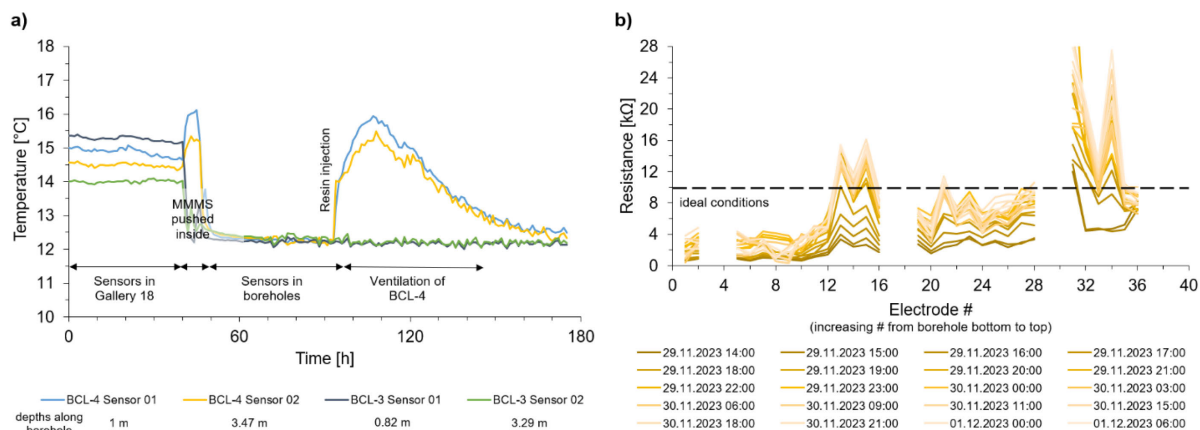 a)
18
17
16
15
14
13
12
11
10
Temperature [°C]
MMMS
pushed
inside
Resin injection
Sensors in
Gallery 18
Sensors in
boreholes
Ventilation of
BCL-4
0
60
120
180
Time [h]
BCL-4 Sensor 01
BCL-4 Sensor 02
BCL-3 Sensor 01
BCL-3 Sensor 02
depths along
borehole
1 m
3.47 m
0.82 m
3.29 m
b)
28
24
20
16
12
8
4
0
Resistance [kΩ]
ideal conditions
0 4 8 12 16 20 24 28 32 36 40
Electrode #
(increasing # from borehole bottom to top)
29.11.2023 14:00 29.11.2023 15:00 29.11.2023 16:00 29.11.2023 17:00
29.11.2023 18:00 29.11.2023 19:00 29.11.2023 20:00 29.11.2023 21:00
29.11.2023 22:00 29.11.2023 23:00 30.11.2023 00:00 30.11.2023 03:00
30.11.2023 06:00 30.11.2023 09:00 30.11.2023 11:00 30.11.2023 15:00
30.11.2023 18:00 30.11.2023 21:00 01.12.2023 00:00 01.12.2023 06:00